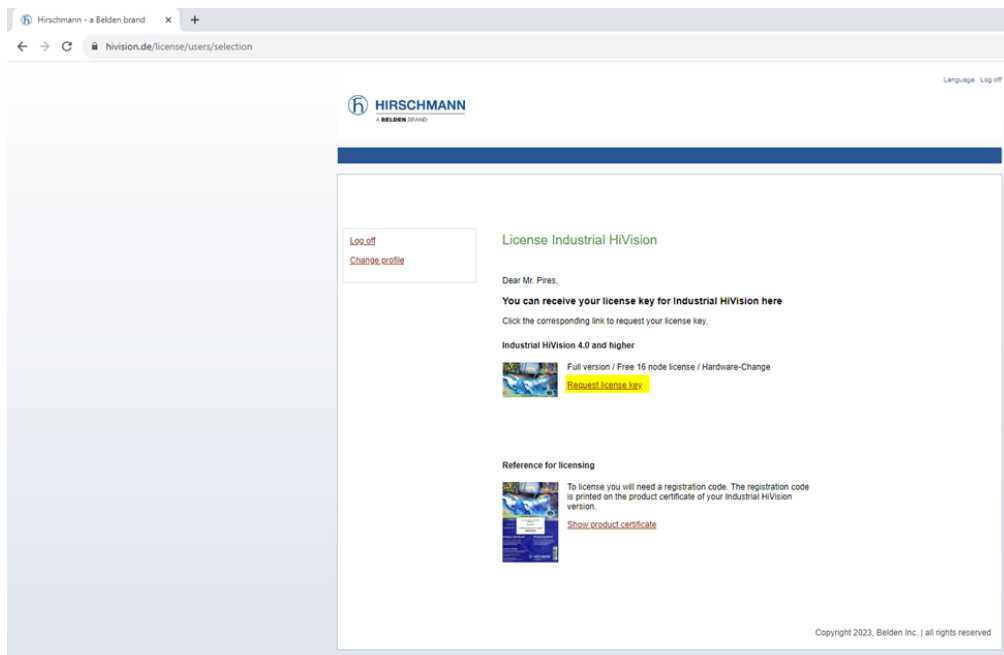 Hirschmann - a Belden brand
hivision.de/license/users/selection
Language Log off
HIRSCHMANN
A BELDEN BRAND
Log off
Change profile
License Industrial HiVision
Dear Mr. Pires,
You can receive your license key for Industrial HiVision here
Click the corresponding link to request your license key.
Industrial HiVision 4.0 and higher
Full version / Free 16 node license / Hardware-Change
Request license key
Reference for licensing
To license you will need a registration code. The registration code
is printed on the product certificate of your Industrial HiVision
version.
Show product certificate
Copyright 2023, Belden Inc. | all rights reserved